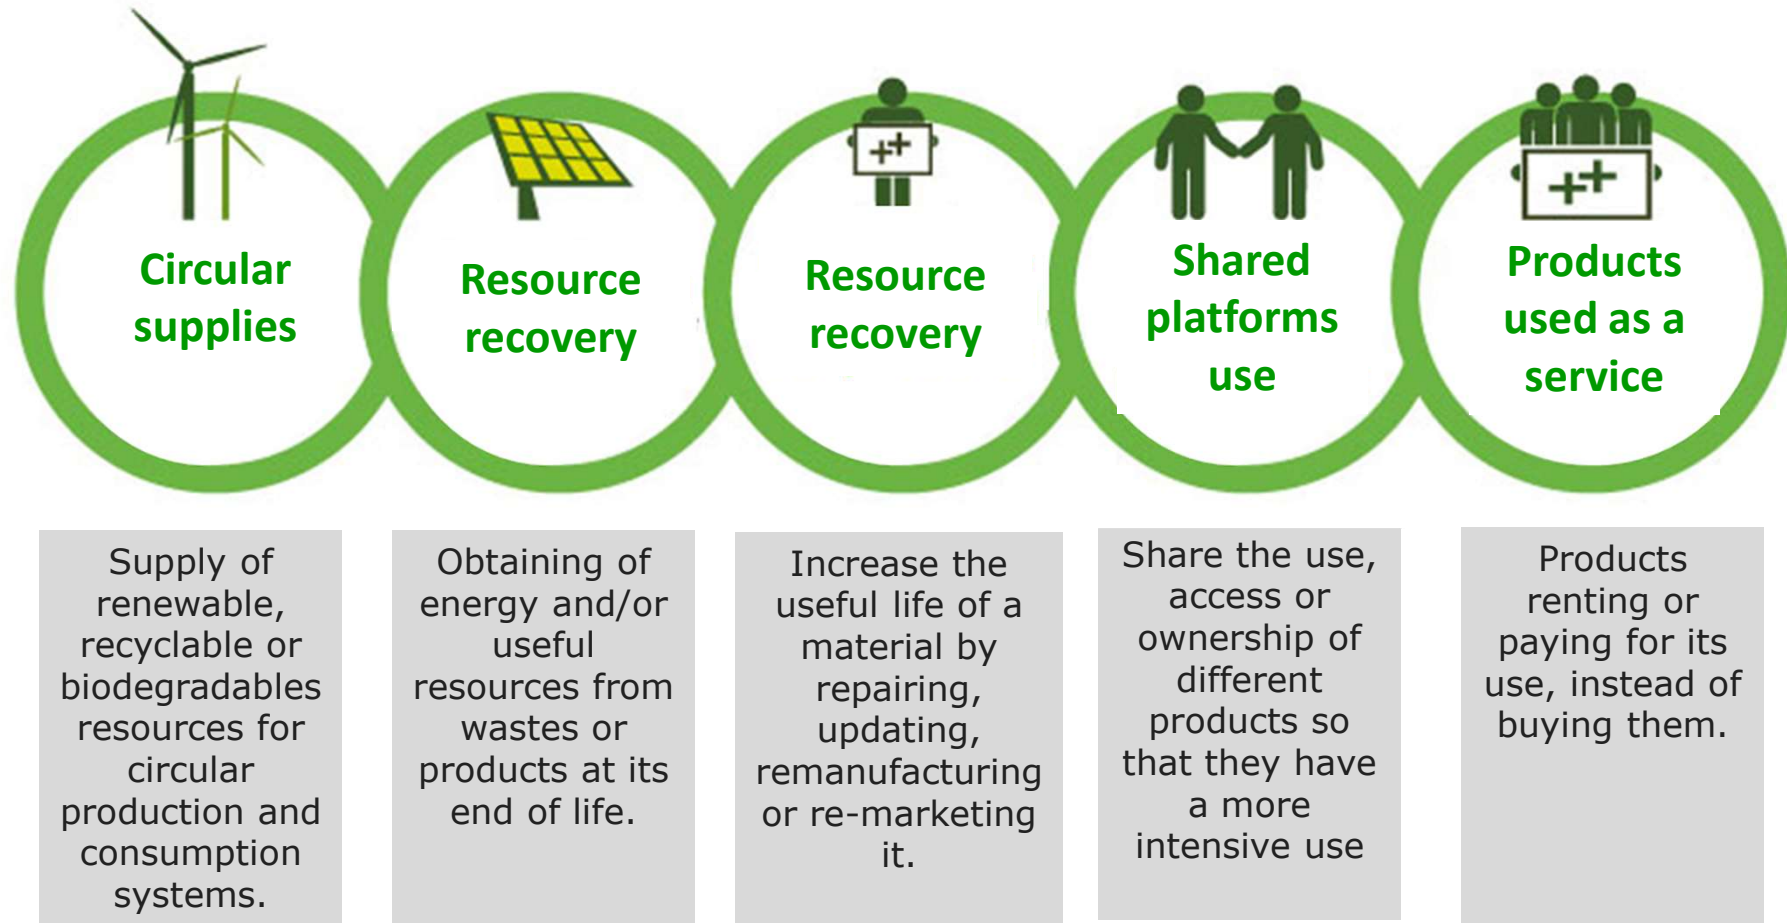 Circular
supplies
Resource
recovery
Resource
recovery
Shared
platforms
use
Products
used as a
service
Supply of
renewable,
recyclable or
biodegradables
resources for
circular
production and
consumption
systems.
Obtaining of
energy and/or
useful
resources from
wastes or
products at its
end of life.
Increase the
useful life of a
material by
repairing,
updating,
remanufacturing
or re-marketing
it.
Share the use,
access or
ownership of
different
products so
that they have
a more
intensive use
Products
renting or
paying for its
use, instead of
buying them.